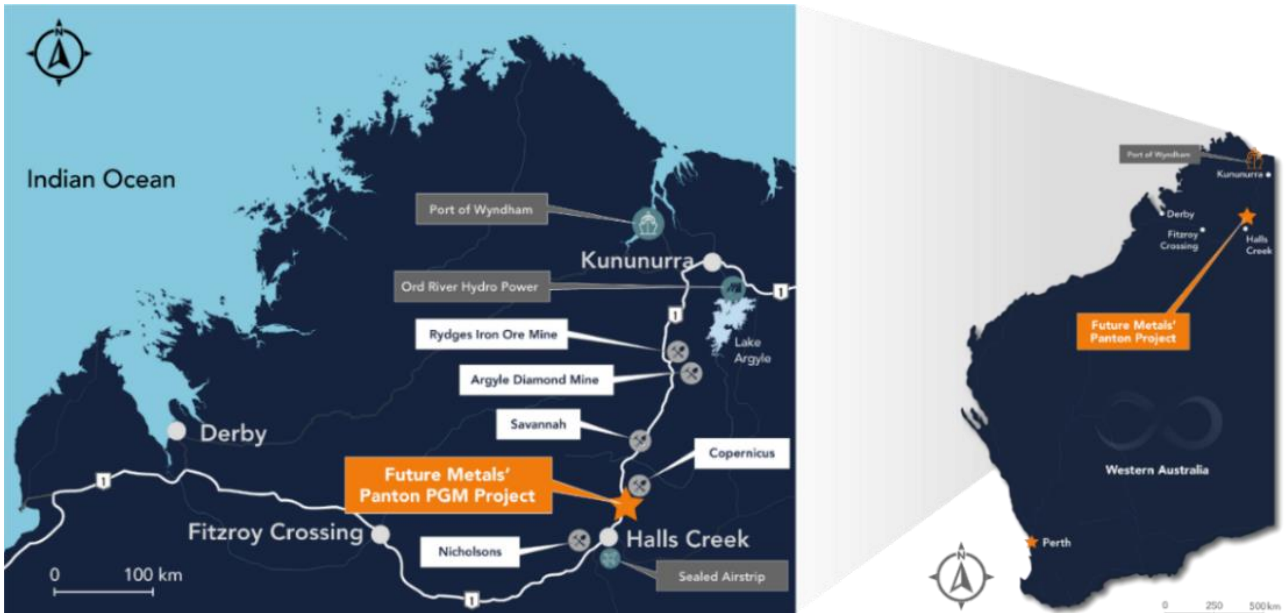 N
Indian Ocean
Port of Wyndham
Kununurra
Ord River Hydro Power
1
1
Rydges Iron Ore Mine
Lake
Argyle
Argyle Diamond Mine
Savannah
Derby
Copernicus
Future Metals'
Panton PGM Project
1
Fitzroy Crossing
Halls Creek
Nicholsons
Sealed Airstrip
0 100 km
1
Port of Wyndham
Kununurra
Derby
Fitzroy
Crossing
Halls
Creek
Future Metals'
Panton Project
Western Australia
Perth
N
0 250 500 km